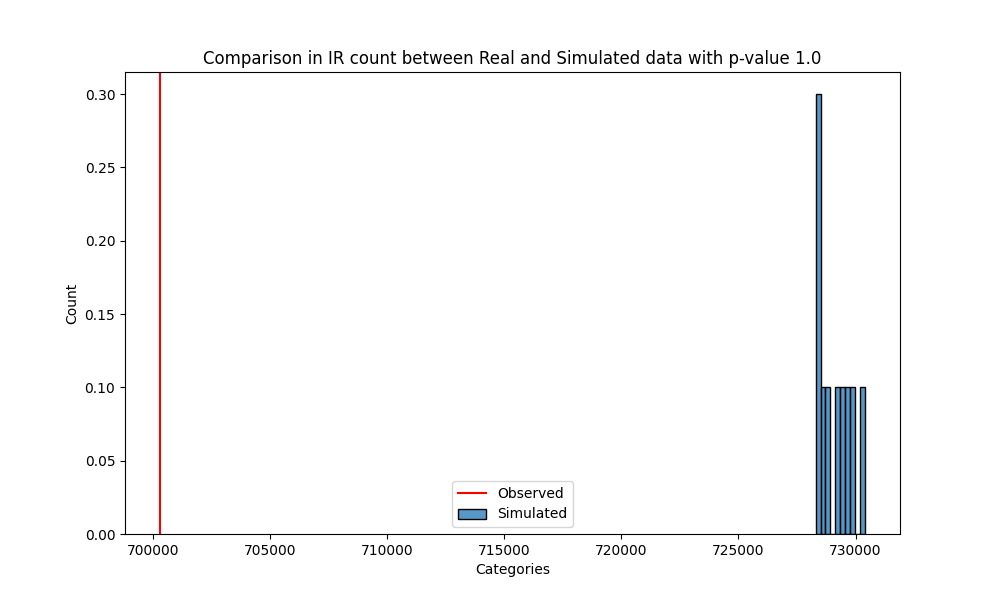 Comparison in IR count between Real and Simulated data with p-value 1.0
0.30
0.25
0.20
0.15
0.10
0.05
0.00
Count
Observed
Simulated
700000 705000 710000 715000 720000 725000 730000
Categories